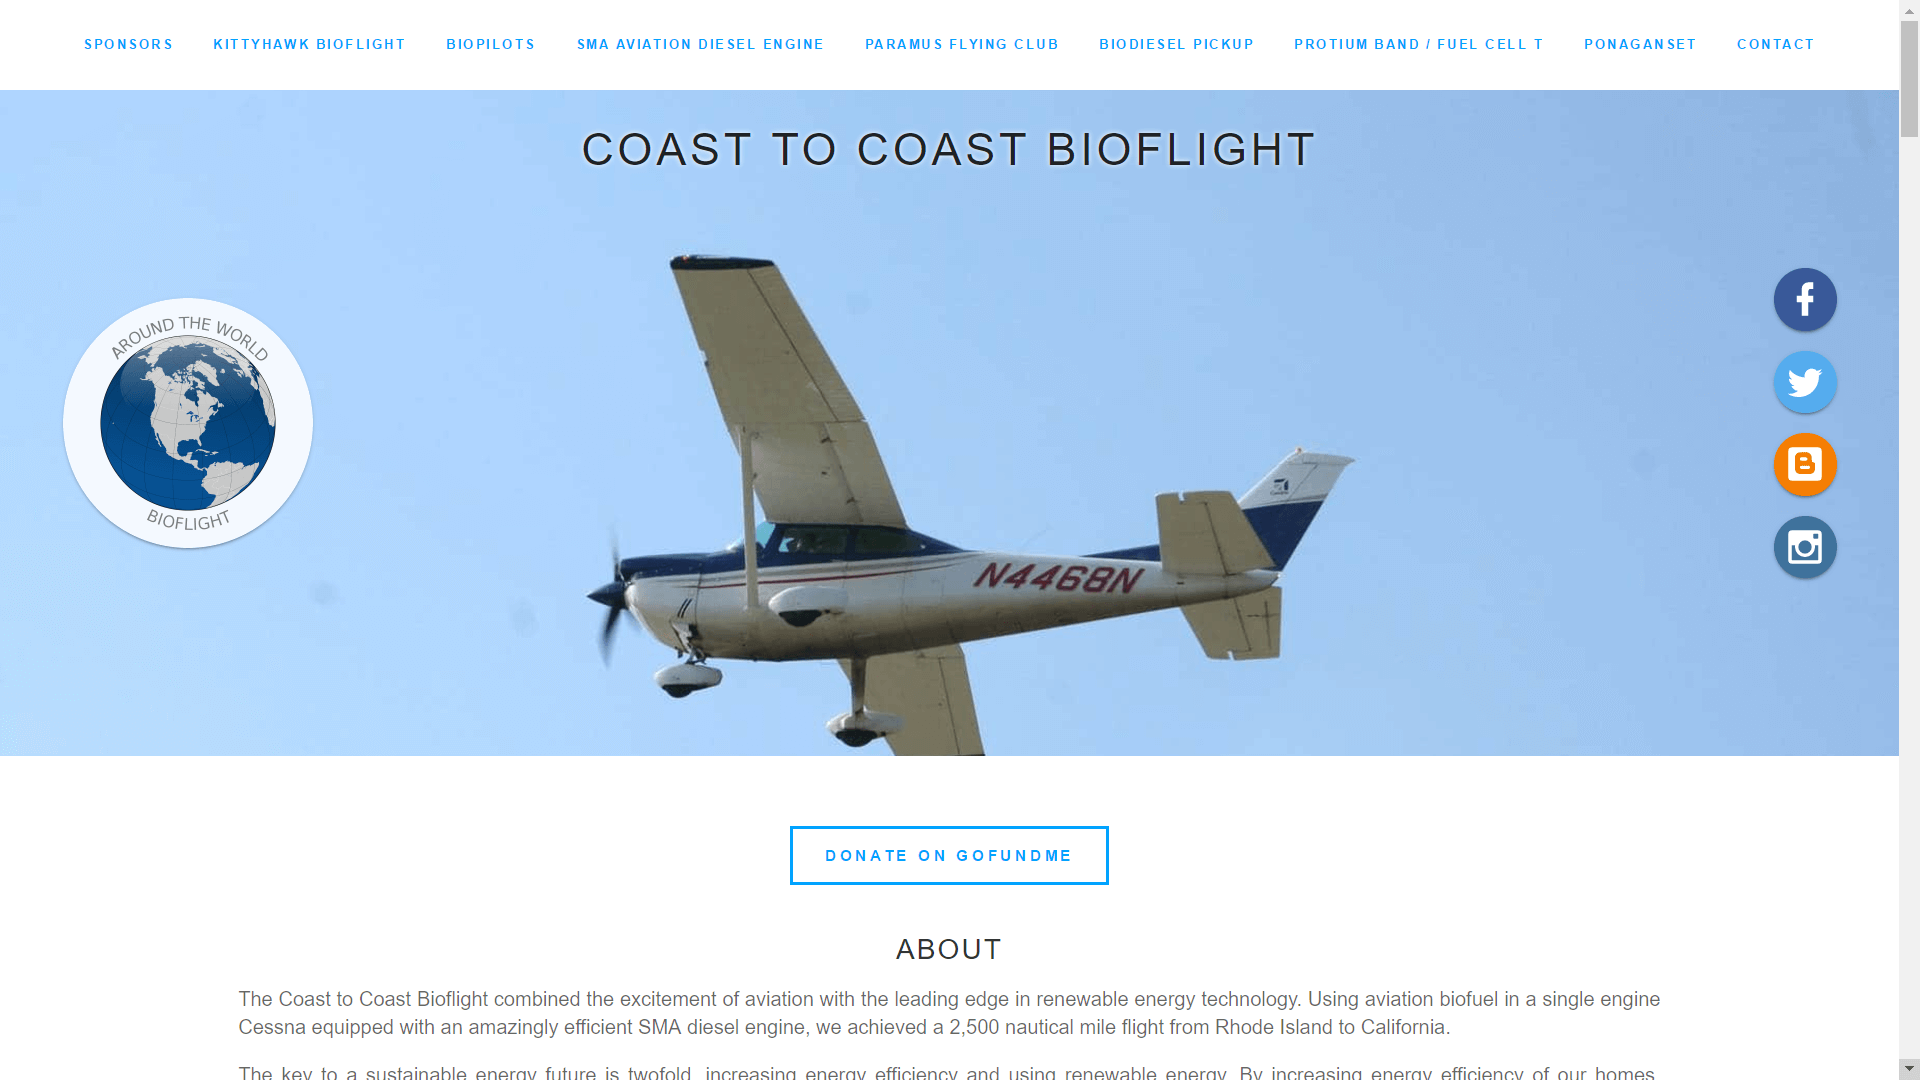 SPONSORS KITTYHAWK BIOFLIGHT BIOPILOTS SMA AVIATION DIESEL ENGINE PARAMUS FLYING CLUB BIODIESEL PICKUP PROTIUM BAND / FUEL CELL T PONAGANSET CONTACT
COAST TO COAST BIOFLIGHT
AROUND THE WORLD
BIOFLIGHT
N4468N
DONATE ON GOFUNDME
ABOUT
The Coast to Coast Bioflight combined the excitement of aviation with the leading edge in renewable energy technology. Using aviation biofuel in a single engine
Cessna equipped with an amazingly efficient SMA diesel engine, we achieved a 2,500 nautical mile flight from Rhode Island to California.
The key to a sustainable energy future is twofold, increasing energy efficiency and using renewable energy. By increasing energy efficiency of our homes,